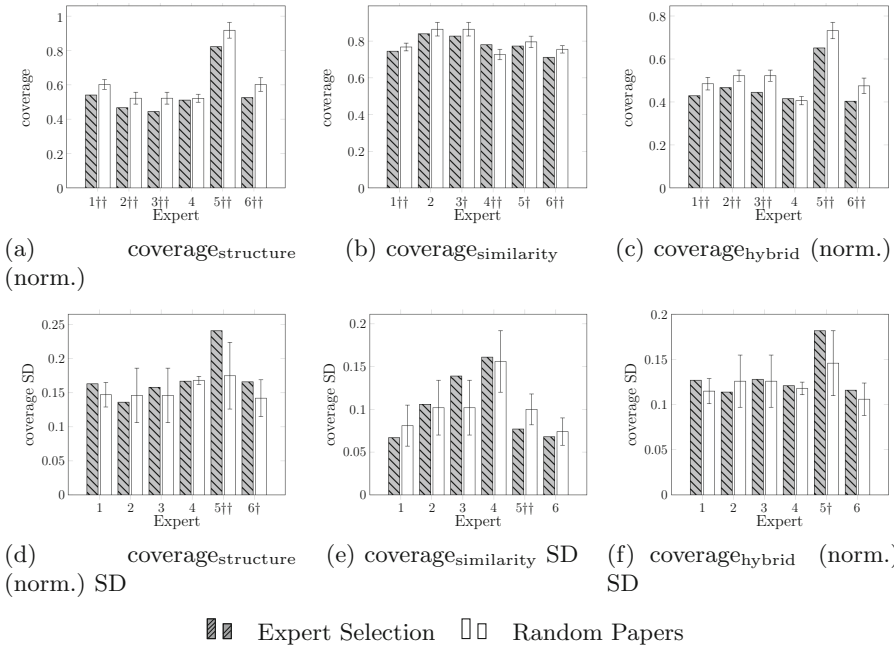 1
0.8
0.6
0.4
0.2
0
coverage
1†† 2†† 3†† 4 5†† 6††
Expert
(a) coverage_structure
(norm.)
0.8
0.6
0.4
0.2
0
coverage
1†† 2 3† 4†† 5† 6††
Expert
(b) coverage_similarity
0.8
0.6
0.4
0.2
0
coverage
1†† 2†† 3†† 4 5†† 6††
Expert
(c) coverage_hybrid (norm.)
0.25
0.2
0.15
0.1
0.05
0
coverage SD
1 2 3 4 5†† 6†
Expert
(d) coverage_structure
(norm.) SD
0.2
0.15
0.1
0.05
0
coverage SD
1 2 3 4 5†† 6
Expert
(e) coverage_similarity SD
0.2
0.15
0.1
0.05
0
coverage SD
1 2 3 4 5† 6
Expert
(f) coverage_hybrid (norm.)
SD
Expert Selection Random Papers